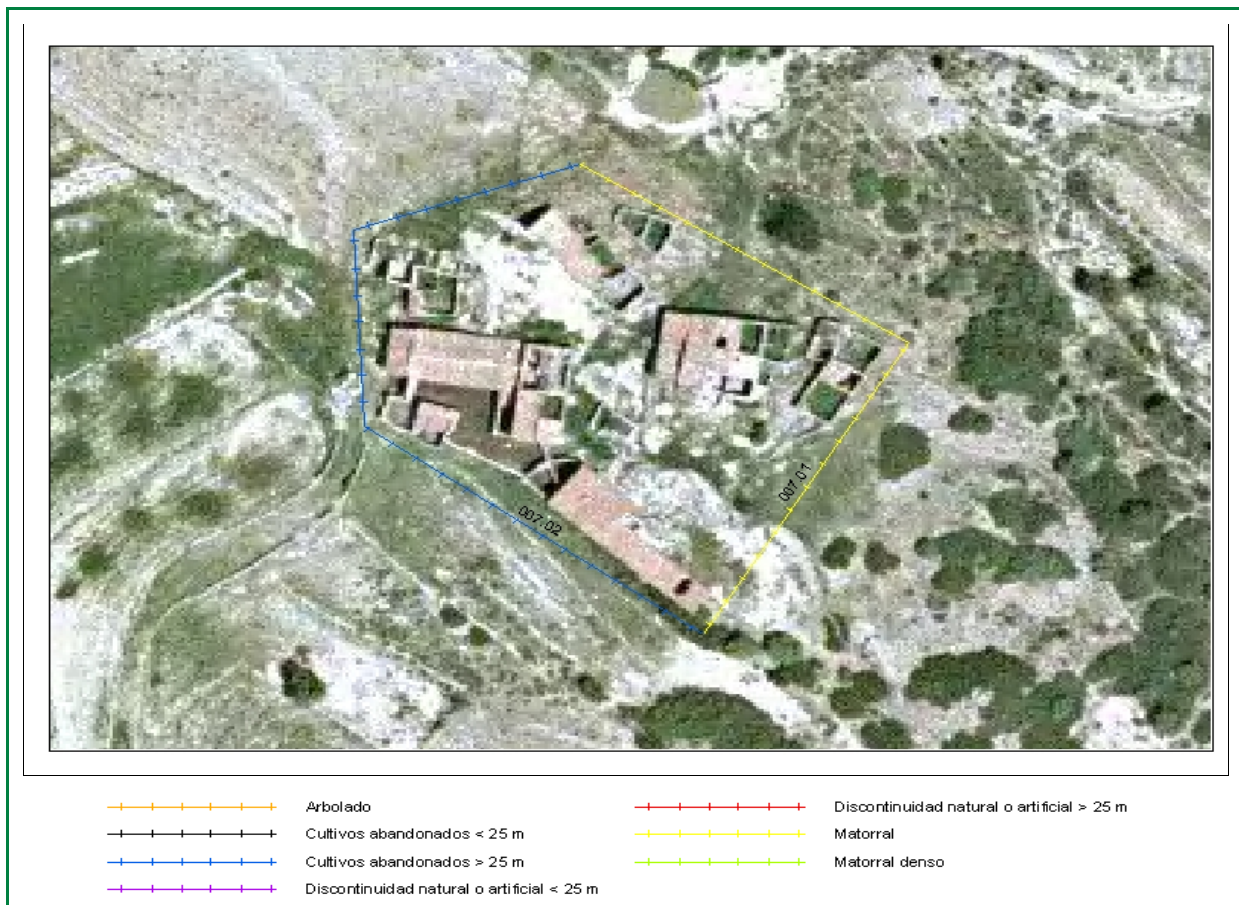 007.01
007.02
Arbolado
Cultivos abandonados < 25 m
Cultivos abandonados > 25 m
Discontinuidad natural o artificial < 25 m
Discontinuidad natural o artificial > 25 m
Matorral
Matorral denso